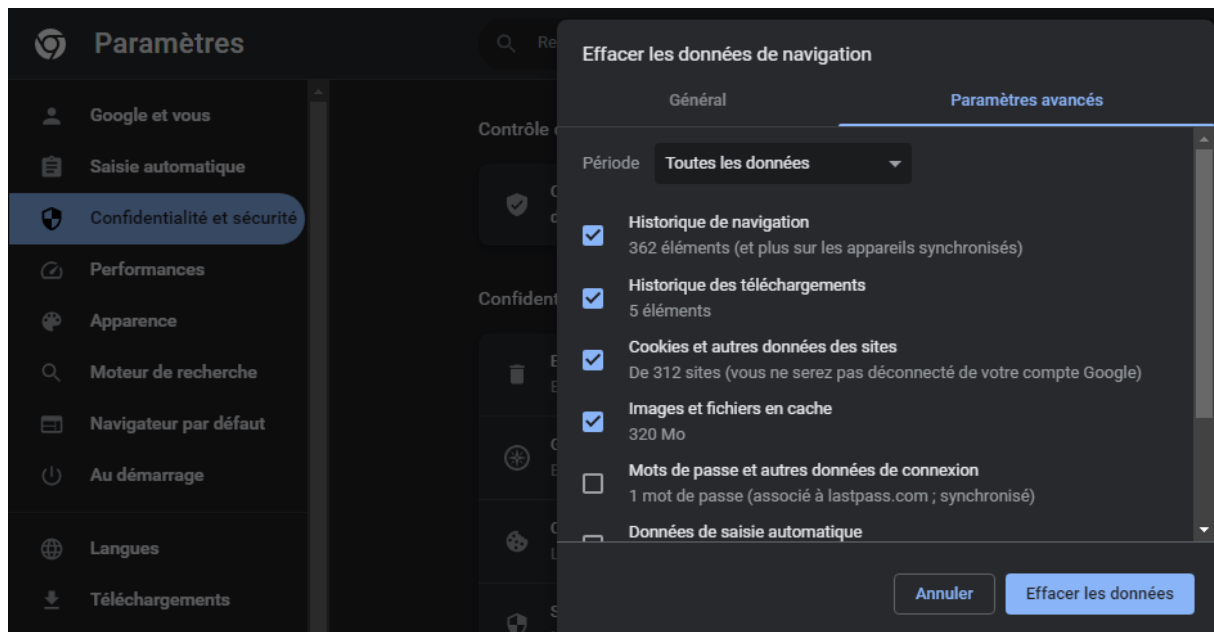 Paramètres
Re
Google et vous
Saisie automatique
Confidentialité et sécurité
Performances
Apparence
Moteur de recherche
Navigateur par défaut
Au démarrage
Langues
Téléchargements
Contrôle
Confident
Effacer les données de navigation
Général
Paramètres avancés
Période
Toutes les données
Historique de navigation
362 éléments (et plus sur les appareils synchronisés)
Historique des téléchargements
5 éléments
Cookies et autres données des sites
De 312 sites (vous ne serez pas déconnecté de votre compte Google)
Images et fichiers en cache
320 Mo
Mots de passe et autres données de connexion
1 mot de passe (associé à lastpass.com ; synchronisé)
Données de saisie automatique
Annuler
Effacer les données